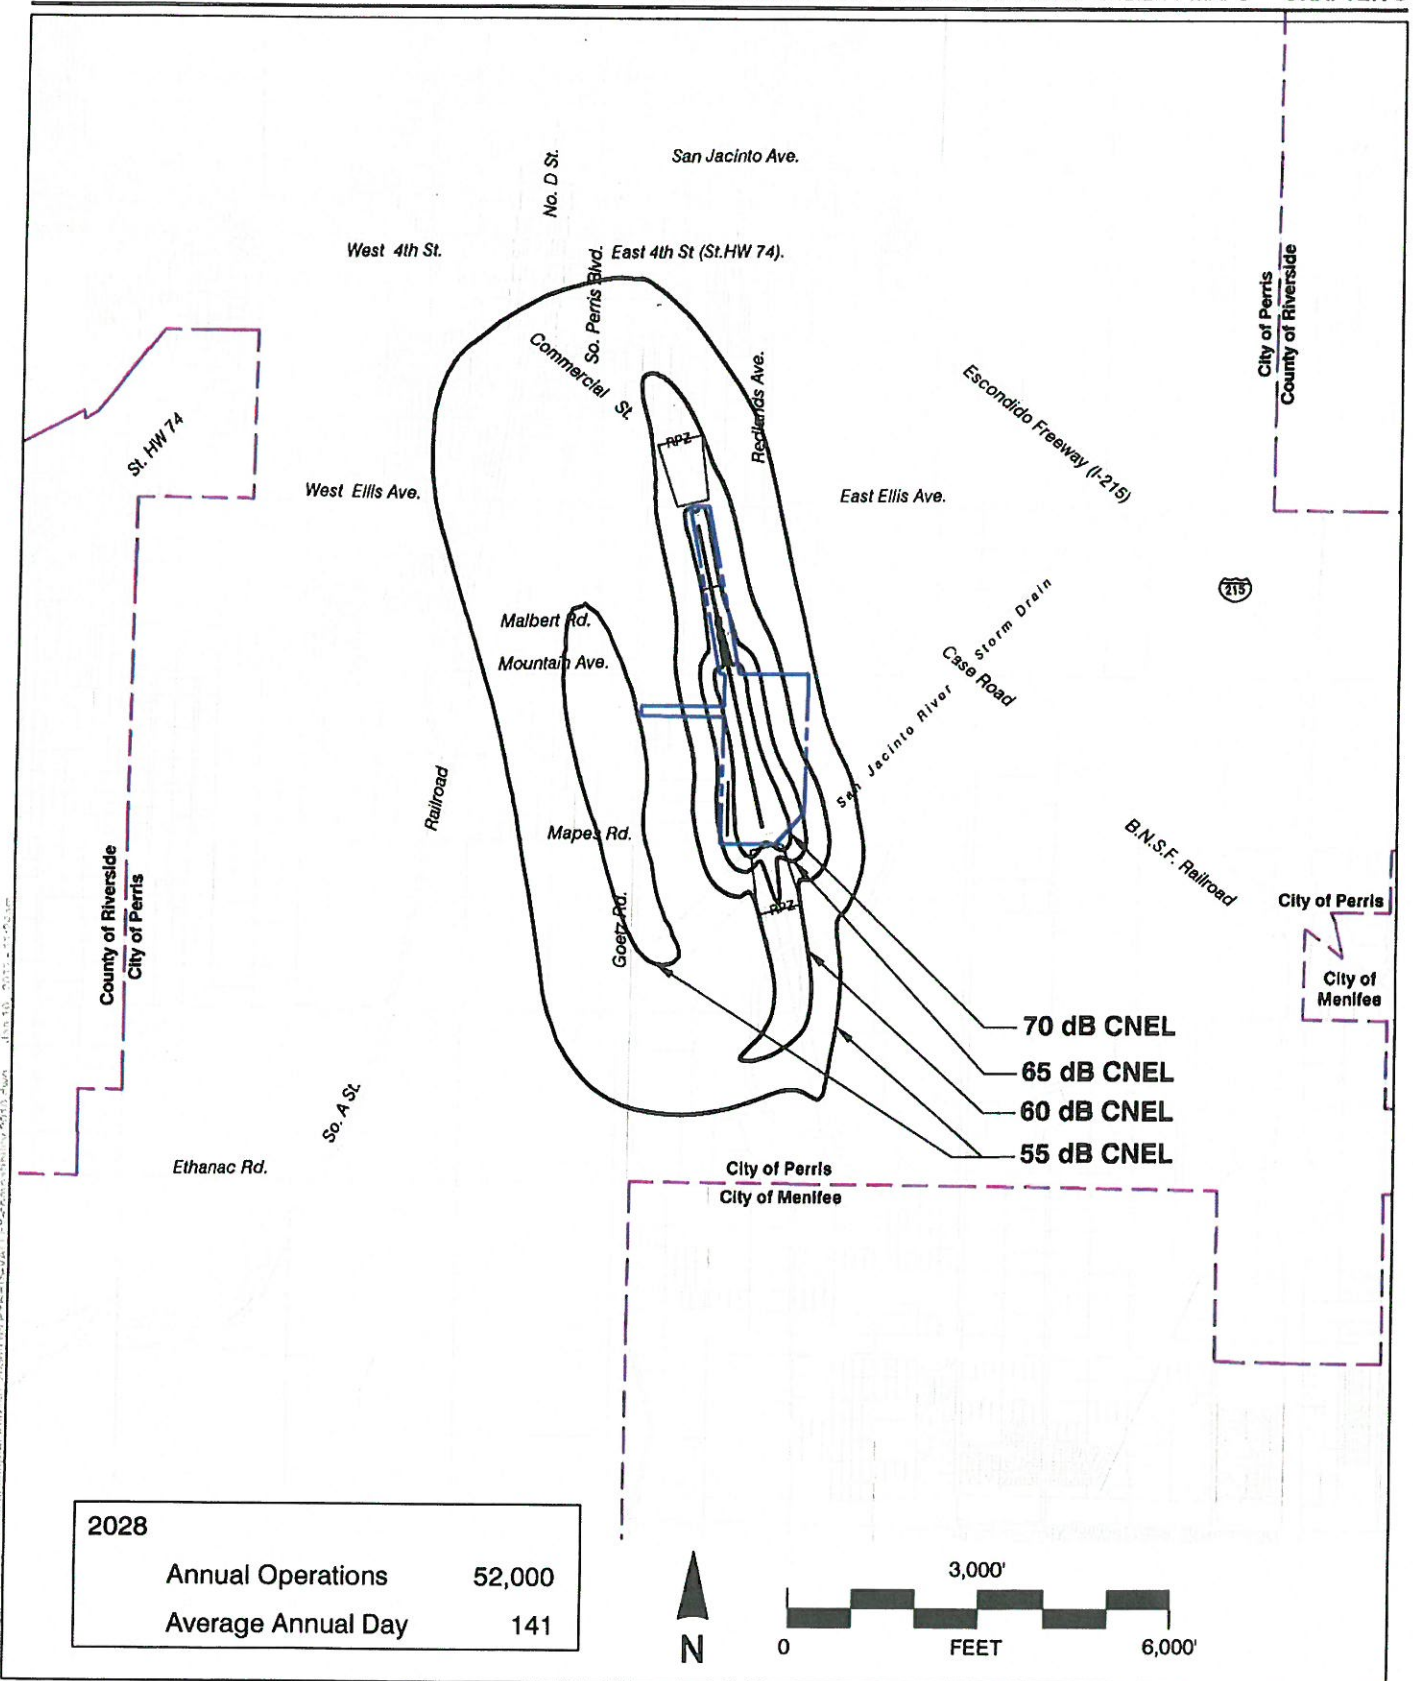 San Jacinto Ave.
No. D St.
West 4th St.
So. Perris Blvd.
East 4th St (St.HW 74).
City of Perris
County of Riverside
Commercial St.
Redlands Ave.
Escondido Freeway (I-215)
St. HW 74
RPZ
West Ellis Ave.
East Ellis Ave.
215
Malbert Rd.
Mountain Ave.
San Jacinto River Storm Drain
Case Road
Railroad
Mapes Rd.
B.N.S.F. Railroad
County of Riverside
City of Perris
Goetz Rd.
RPZ
City of Perris
City of
Menifee
70 dB CNEL
65 dB CNEL
60 dB CNEL
55 dB CNEL
So. A St.
Ethanac Rd.
City of Perris
City of Menifee
2028
Annual Operations 52,000
Average Annual Day 141
N
3,000'
0 FEET 6,000'